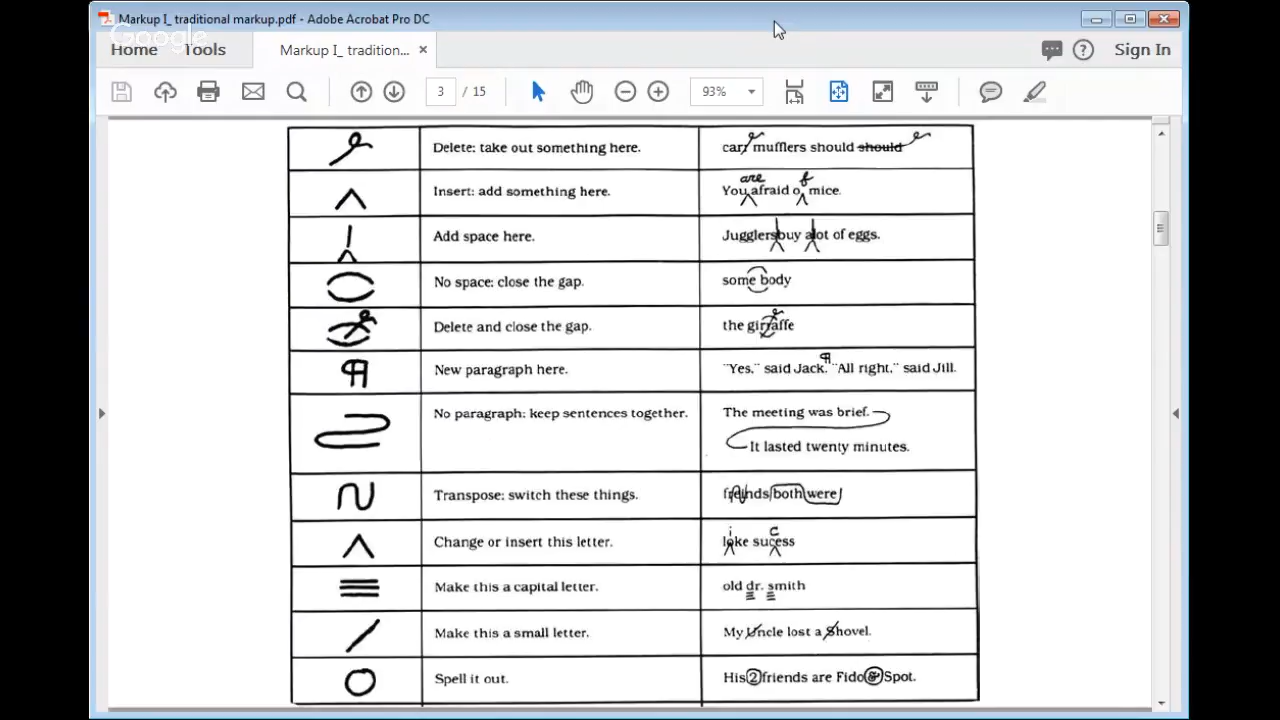 Markup I_ traditional markup.pdf - Adobe Acrobat Pro DC
Google
Home Tools Markup I_ tradition... × ? Sign In
3 / 15 93%
Delete: take out something here. carr mufflers should should
Insert: add something here. You are afraid of mice.
Add space here. Jugglersbuy alot of eggs.
No space: close the gap. some body
Delete and close the gap. the girraffe
¶ New paragraph here. "Yes," said Jack. ¶ "All right," said Jill.
No paragraph: keep sentences together. The meeting was brief.
It lasted twenty minutes.
Transpose: switch these things. freinds both were
i c
Change or insert this letter. loke sucess
Make this a capital letter. old dr. smith
Make this a small letter. My Uncle lost a Shovel.
Spell it out. His 2 friends are Fido & Spot.